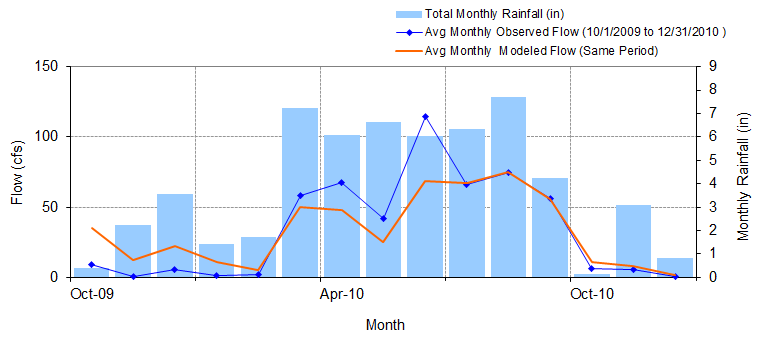 Total Monthly Rainfall (in)
Avg Monthly Observed Flow (10/1/2009 to 12/31/2010 )
Avg Monthly Modeled Flow (Same Period)
150
100
50
0
Flow (cfs)
9
8
7
6
5
4
3
2
1
0
Monthly Rainfall (in)
Oct-09 Apr-10 Oct-10
Month